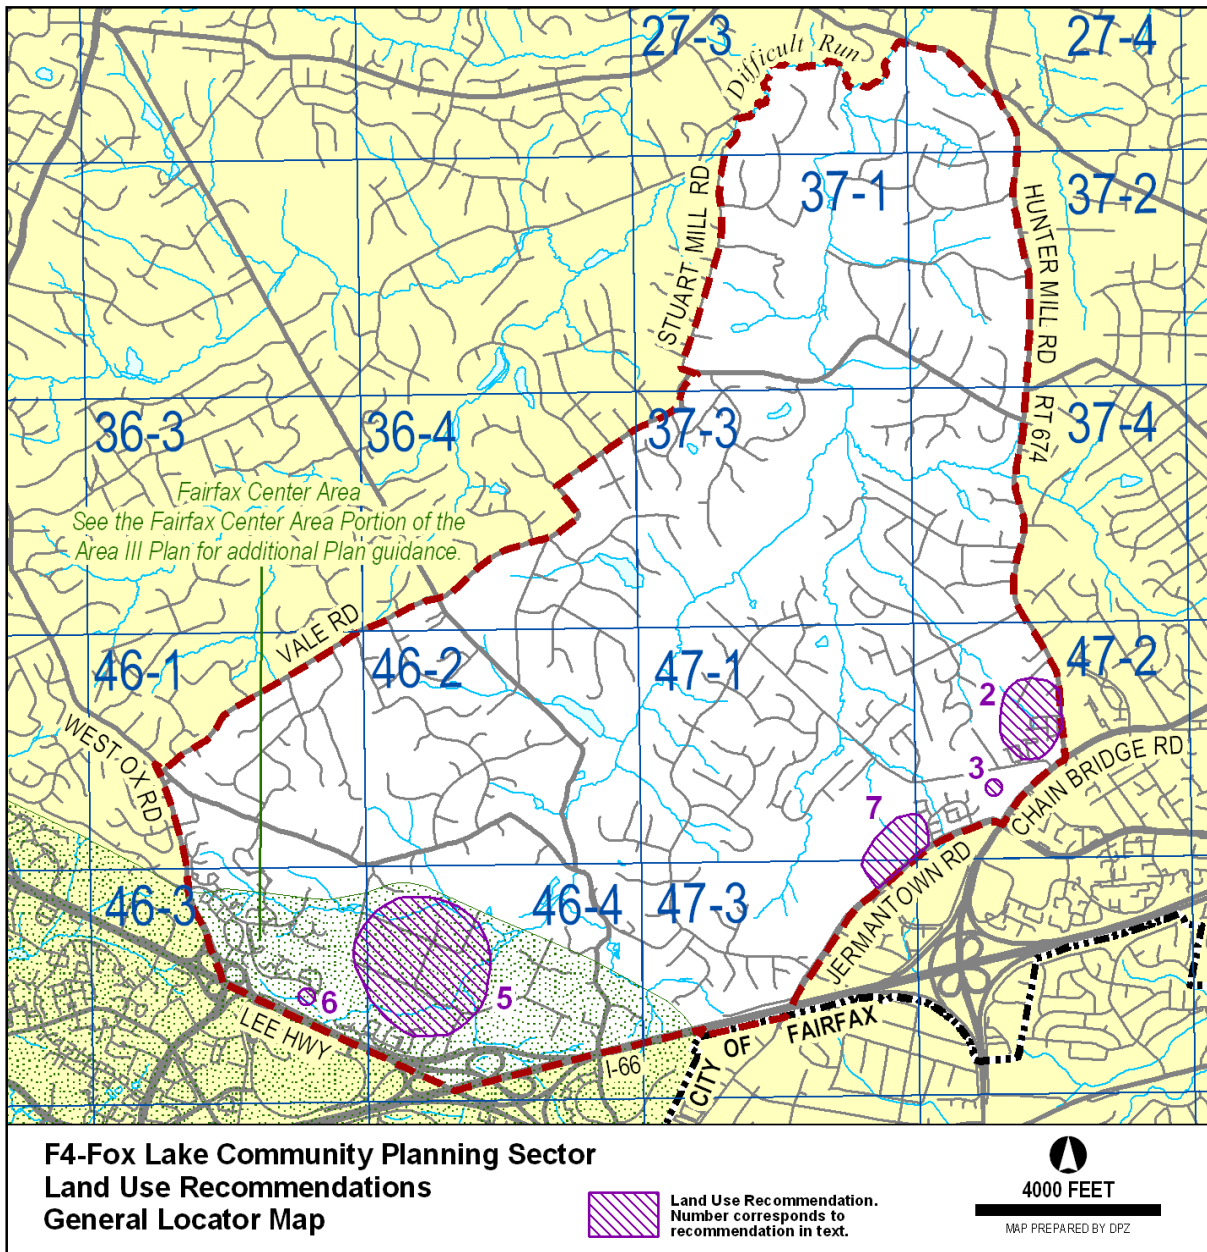 27-3
27-4
Difficult Run
37-1
37-2
STUART MILL RD
HUNTER MILL RD RT 674
36-3
36-4
37-3
37-4
Fairfax Center Area
See the Fairfax Center Area Portion of the
Area III Plan for additional Plan guidance.
VALE RD
46-1
46-2
47-1
47-2
2
WEST OX RD
3
CHAIN BRIDGE RD
7
JERMANTOWN RD
46-3
46-4
47-3
6
5
LEE HWY
I-66
CITY OF FAIRFAX
F4-Fox Lake Community Planning Sector
Land Use Recommendations
General Locator Map
Land Use Recommendation.
Number corresponds to
recommendation in text.
4000 FEET
MAP PREPARED BY DPZ